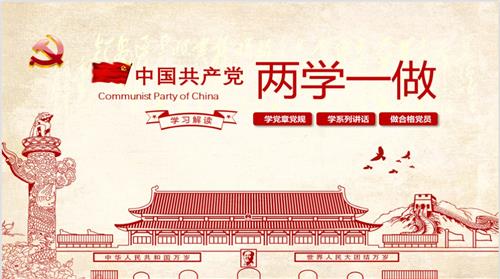 中国共产党
Communist Party of China
两学一做
学习解读
学党章党规
学系列讲话
做合格党员
中华人民共和国万岁
世界人民大团结万岁